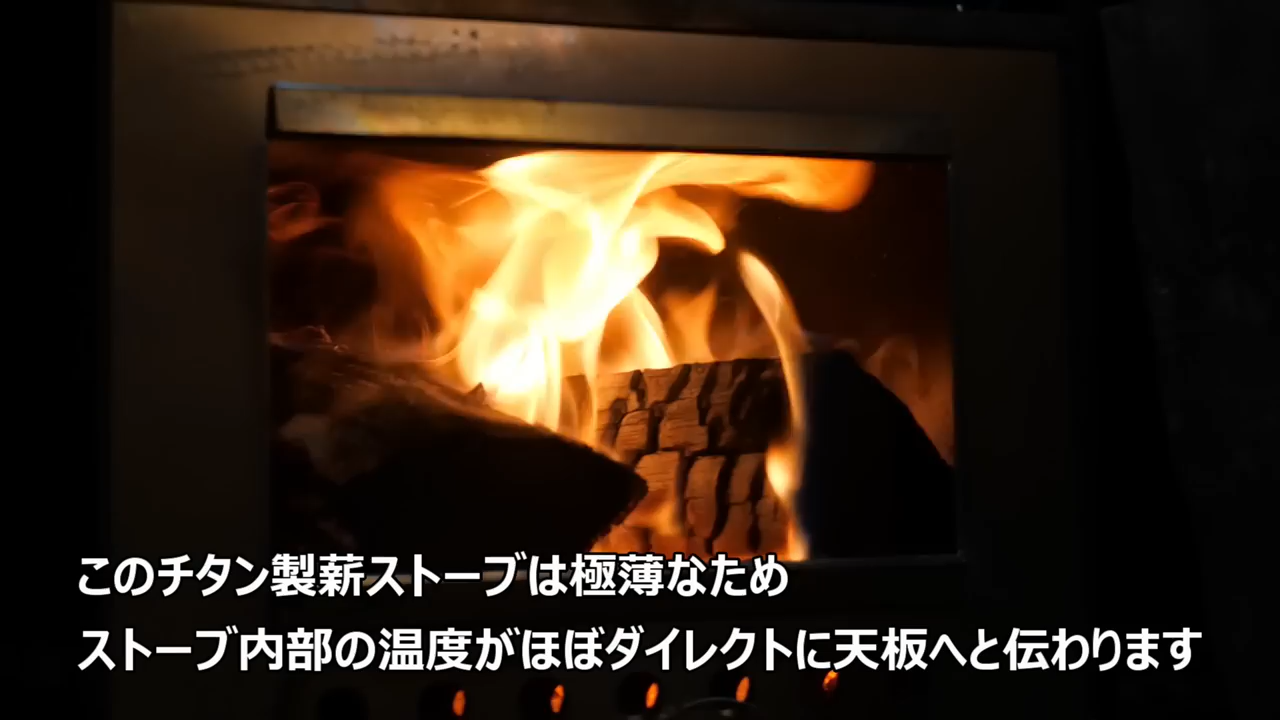 このチタン製薪ストーブは極薄なため
ストーブ内部の温度がほぼダイレクトに天板へと伝わります